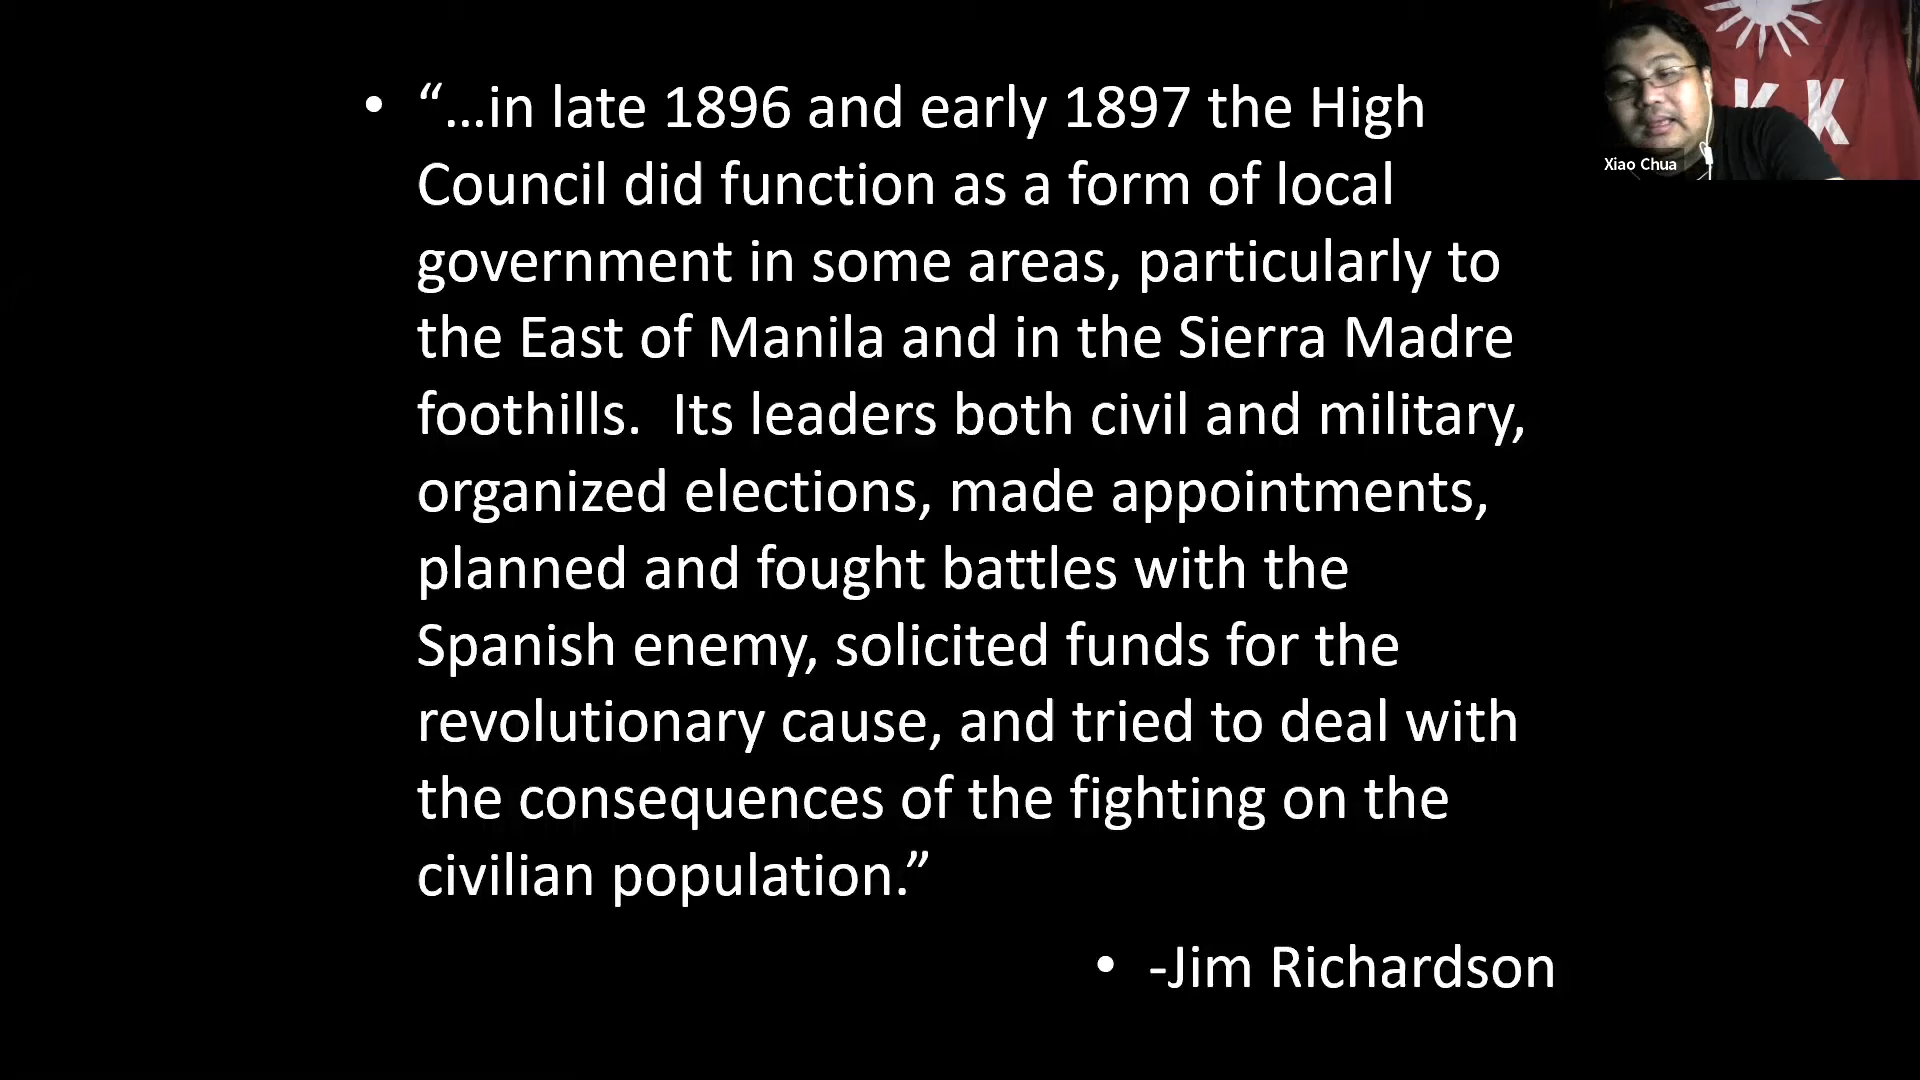 • “...in late 1896 and early 1897 the High
Council did function as a form of local
government in some areas, particularly to
the East of Manila and in the Sierra Madre
foothills.  Its leaders both civil and military,
organized elections, made appointments,
planned and fought battles with the
Spanish enemy, solicited funds for the
revolutionary cause, and tried to deal with
the consequences of the fighting on the
civilian population.”
• -Jim Richardson
K K
Xiao Chua